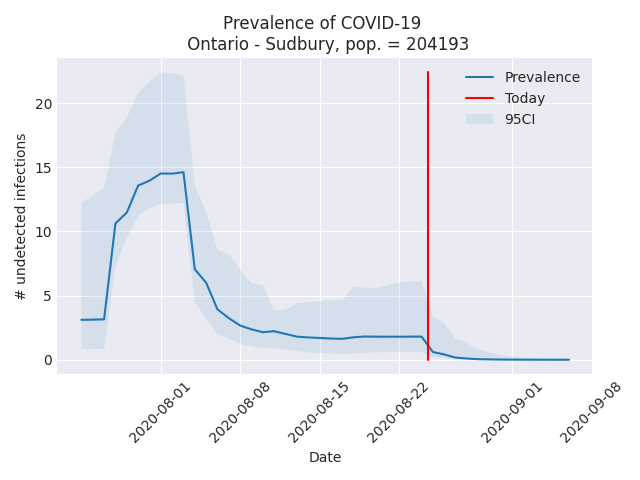 Prevalence of COVID-19
Ontario - Sudbury, pop. = 204193
Prevalence
Today
95CI
# undetected infections
20
15
10
5
0
2020-08-01
2020-08-08
2020-08-15
2020-08-22
2020-09-01
2020-09-08
Date